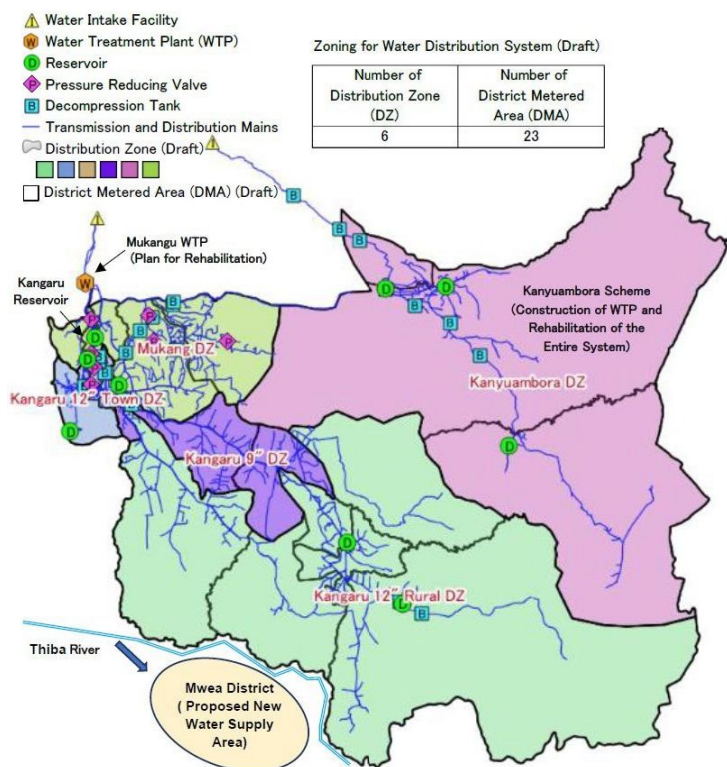 Water Intake Facility
W Water Treatment Plant (WTP)
D Reservoir
P Pressure Reducing Valve
B Decompression Tank
Transmission and Distribution Mains
Distribution Zone (Draft)
District Metered Area (DMA) (Draft)
Zoning for Water Distribution System (Draft)
Number of
Distribution Zone
(DZ)
Number of
District Metered
Area (DMA)
6
23
Mukangu WTP
(Plan for Rehabilitation)
Kangaru
Reservoir
Kanyuambora Scheme
(Construction of WTP and
Rehabilitation of the
Entire System)
Mukang DZ
Kanyuambora DZ
Kangaru 12" Town DZ
Kangaru 9" DZ
Kangaru 12" Rural DZ
Thiba River
Mwea District
( Proposed New
Water Supply
Area)